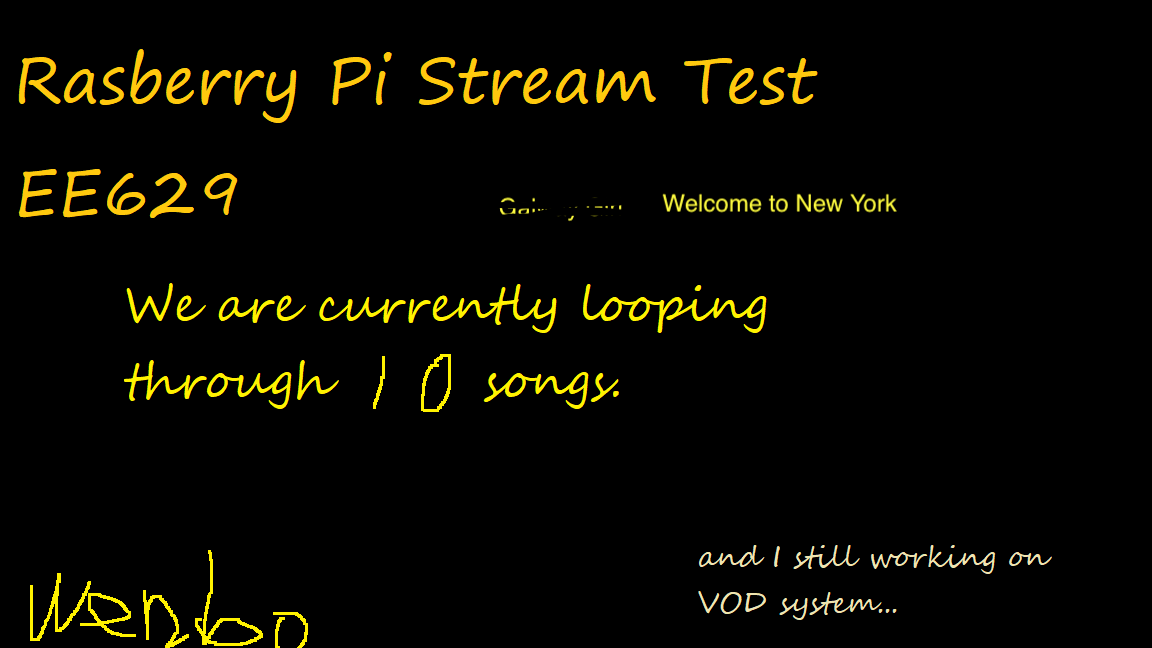 Rasberry Pi Stream Test
EE629
Welcome to New York
We are currently looping
through 10 songs.
and I still working on
VOD system...
Wenbo